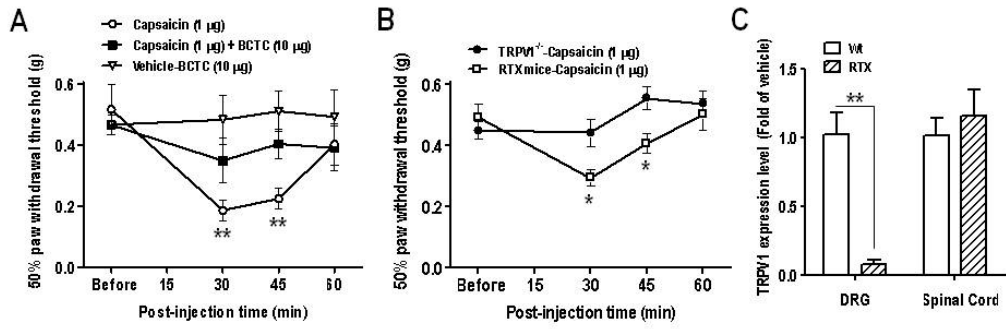 A
Capsaicin (1 µg)
Capsaicin (1 µg) + BCTC (10 µg)
Vehicle-BCTC (10 µg)
50% paw withdrawal threshold (g)
0.6
0.4
0.2
0.0
**
**
Before 15 30 45 60
Post-injection time (min)
B
TRPV1-/--Capsaicin (1 µg)
RTX mice-Capsaicin (1 µg)
50% paw withdrawal threshold (g)
0.6
0.4
0.2
0.0
*
*
Before 15 30 45 60
Post-injection time (min)
C
Wt
RTX
TRPV1 expression level (Fold of vehicle)
1.5
1.0
0.5
0.0
**
DRG Spinal Cord